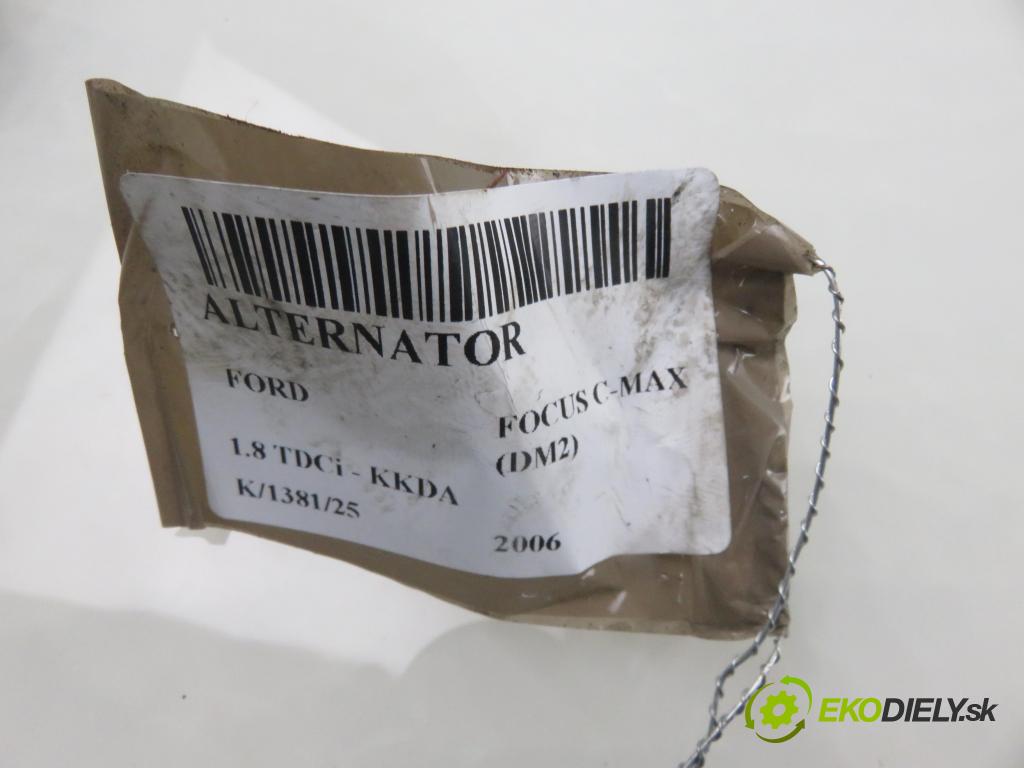 ALTERNATOR
FORD
FOCUS C-MAX
(DM2)
1.8 TDCi - KKDA
K/1381/25
2006
EKODIELY.sk